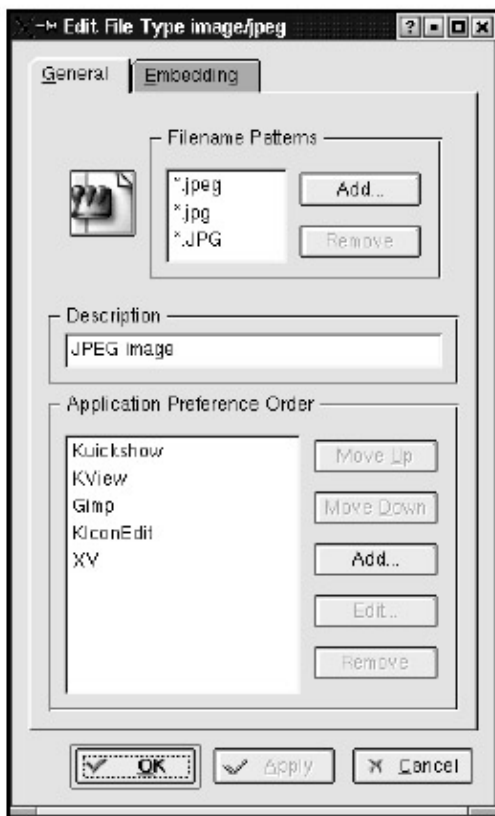 Edit File Type image/jpeg
General
Embedding
Filename Patterns
*.jpeg
*.jpg
*.JPG
Add...
Remove
Description
JPEG Image
Application Preference Order
Kuickshow
KView
Gimp
KIconEdit
XV
Move Up
Move Down
Add...
Edit...
Remove
OK
Apply
Cancel